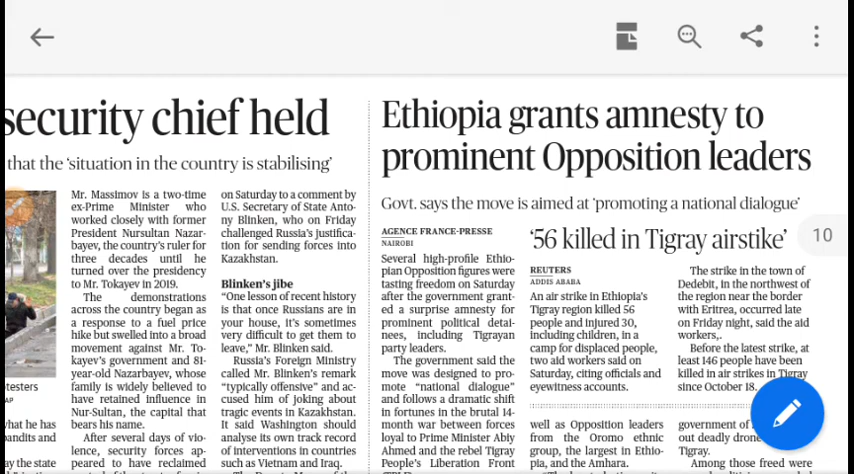 security chief held
that the ‘situation in the country is stabilising’
Mr. Massimov is a two-time
ex-Prime Minister who
worked closely with former
President Nursultan Nazar-
bayev, the country's ruler for
three decades until he
turned over the presidency
to Mr. Tokayev in 2019.
The demonstrations
across the country began as
a response to a fuel price
hike but swelled into a broad
movement against Mr. To-
kayev's government and 81-
year-old Nazarbayev, whose
family is widely believed to
have retained influence in
Nur-Sultan, the capital that
bears his name.
After several days of vio-
lence, security forces ap-
peared to have reclaimed
on Saturday to a comment by
U.S. Secretary of State Anto-
ny Blinken, who on Friday
challenged Russia's justifica-
tion for sending forces into
Kazakhstan.
Blinken's jibe
“One lesson of recent history
is that once Russians are in
your house, it's sometimes
very difficult to get them to
leave,” Mr. Blinken said.
Russia's Foreign Ministry
called Mr. Blinken's remark
“typically offensive” and ac-
cused him of joking about
tragic events in Kazakhstan.
It said Washington should
analyse its own track record
of interventions in countries
such as Vietnam and Iraq.
Ethiopia grants amnesty to
prominent Opposition leaders
Govt. says the move is aimed at ‘promoting a national dialogue’
AGENCE FRANCE-PRESSE
NAIROBI
Several high-profile Ethio-
pian Opposition figures were
tasting freedom on Saturday
after the government grant-
ed a surprise amnesty for
prominent political detai-
nees, including Tigrayan
party leaders.
The government said the
move was designed to pro-
mote “national dialogue”
and follows a dramatic shift
in fortunes in the brutal 14-
month war between forces
loyal to Prime Minister Abiy
Ahmed and the rebel Tigray
People's Liberation Front
‘56 killed in Tigray airstike’
REUTERS
ADDIS ABABA
An air strike in Ethiopia's
Tigray region killed 56
people and injured 30,
including children, in a
camp for displaced people,
two aid workers said on
Saturday, citing officials and
eyewitness accounts.
The strike in the town of
Dedebit, in the northwest of
the region near the border
with Eritrea, occurred late
on Friday night, said the aid
workers,.
Before the latest strike, at
least 146 people have been
killed in air strikes in Tigray
since October 18.
well as Opposition leaders
from the Oromo ethnic
group, the largest in Ethio-
pia, and the Amhara.
government of
out deadly drone
Tigray.
Among those freed were
10